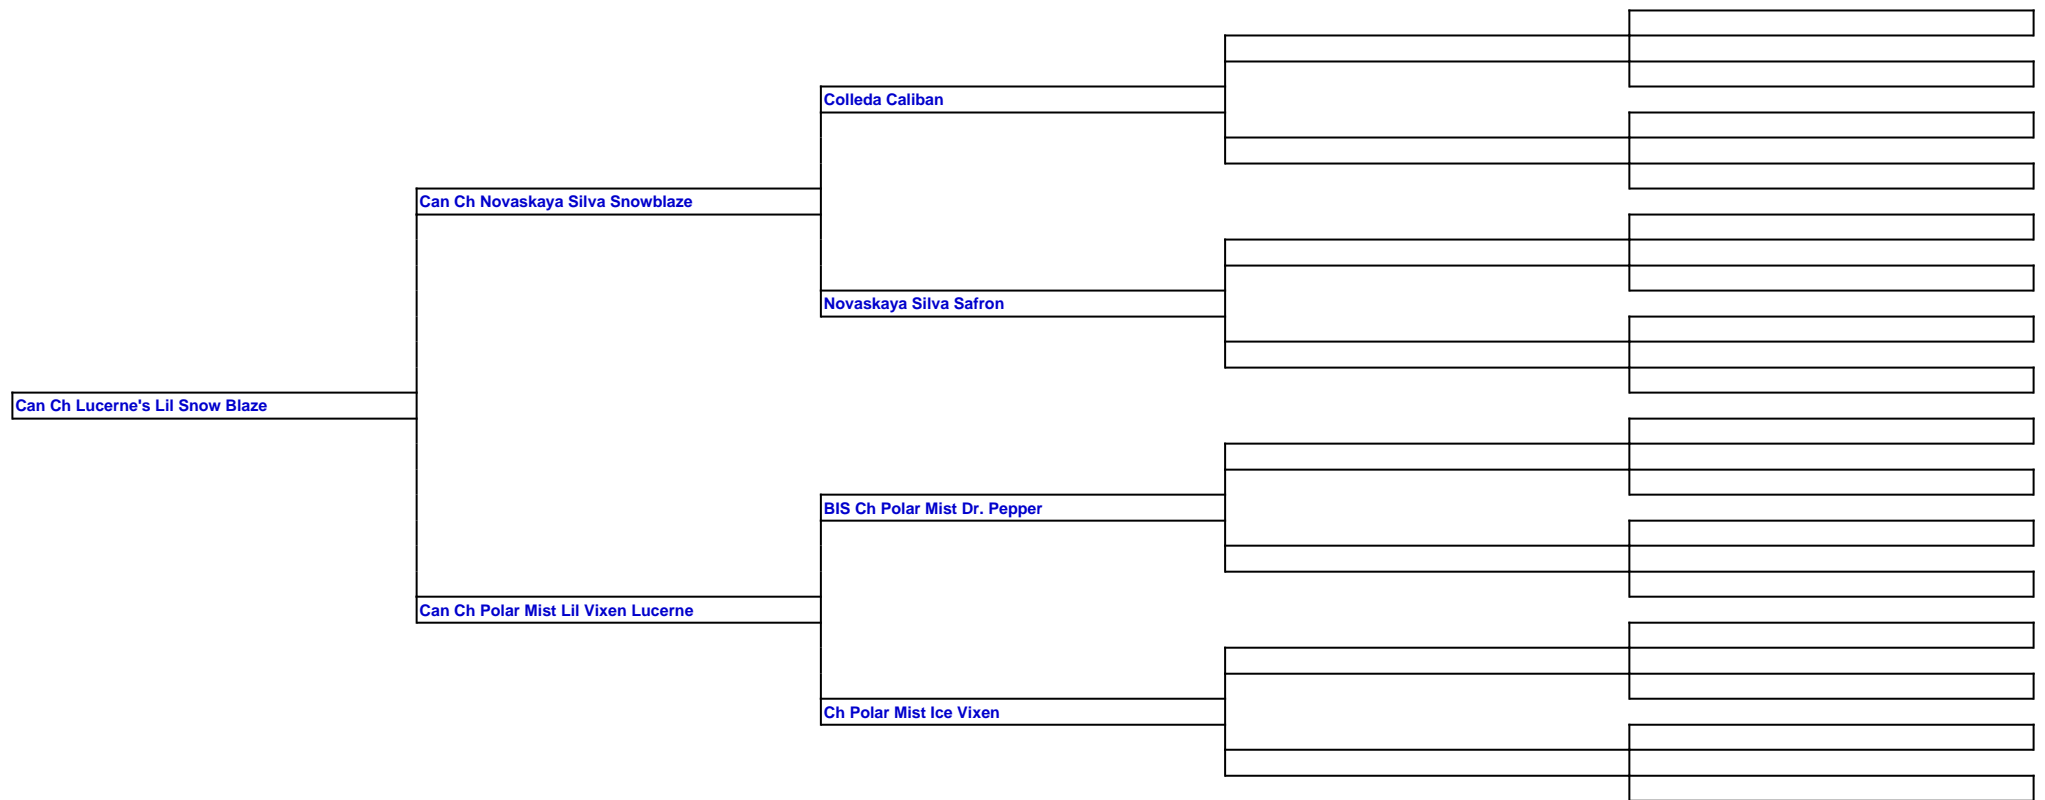 Colleda Caliban
Can Ch Novaskaya Silva Snowblaze
Novaskaya Silva Safron
Can Ch Lucerne's Lil Snow Blaze
BIS Ch Polar Mist Dr. Pepper
Can Ch Polar Mist Lil Vixen Lucerne
Ch Polar Mist Ice Vixen